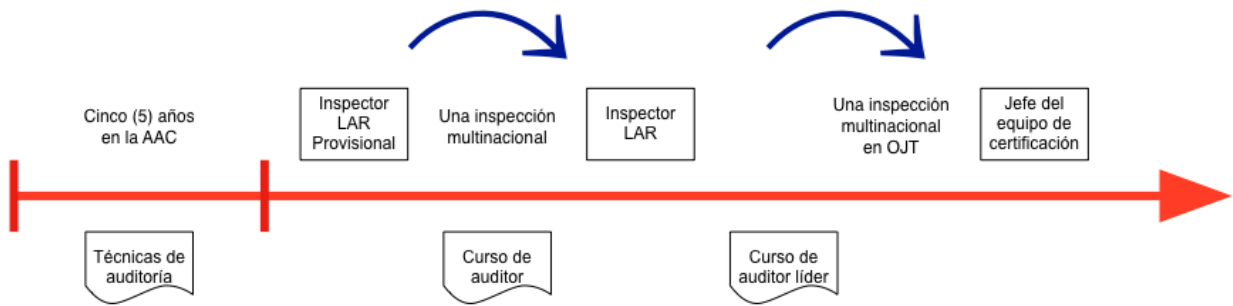 Cinco (5) años
en la AAC
Inspector
LAR
Provisional
Una inspección
multinacional
Inspector
LAR
Una inspección
multinacional
en OJT
Jefe del
equipo de
certificación
Técnicas de
auditoría
Curso de
auditor
Curso de
auditor líder